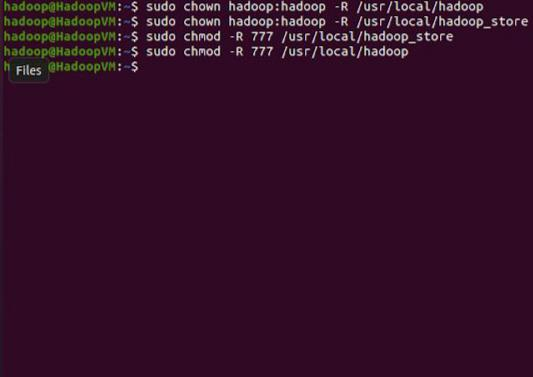 hadoop@HadoopVM:~$ sudo chown hadoop:hadoop -R /usr/local/hadoop
hadoop@HadoopVM:~$ sudo chown hadoop:hadoop -R /usr/local/hadoop_store
hadoop@HadoopVM:~$ sudo chmod -R 777 /usr/local/hadoop_store
hadoop@HadoopVM:~$ sudo chmod -R 777 /usr/local/hadoop
hadoop@HadoopVM:~$
Files